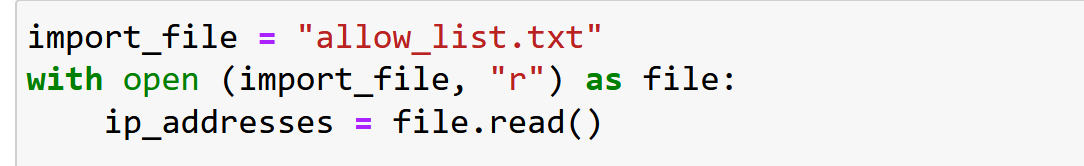 import_file = "allow_list.txt"
with open (import_file, "r") as file:
    ip_addresses = file.read()